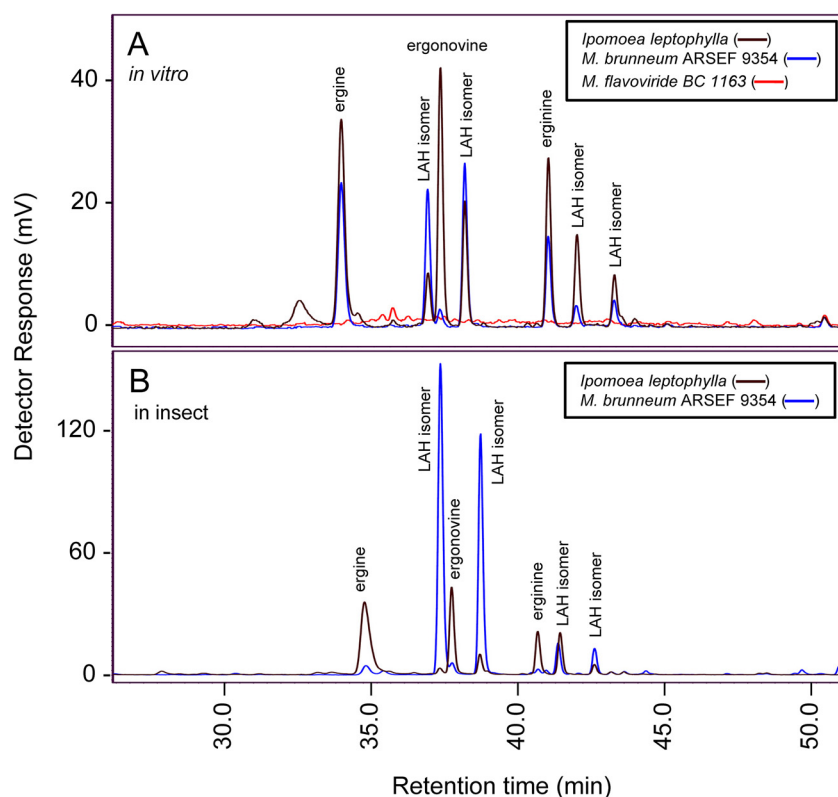 A
in vitro
Ipomoea leptophylla (—)
M. brunneum ARSEF 9354 (—)
M. flavoviride BC 1163 (—)
ergine
LAH isomer
ergonovine
LAH isomer
erginine
LAH isomer
LAH isomer
40
20
0
Detector Response (mV)
B
in insect
Ipomoea leptophylla (—)
M. brunneum ARSEF 9354 (—)
ergine
LAH isomer
ergonovine
LAH isomer
erginine
LAH isomer
LAH isomer
120
60
0
30.0
35.0
40.0
45.0
50.0
Retention time (min)